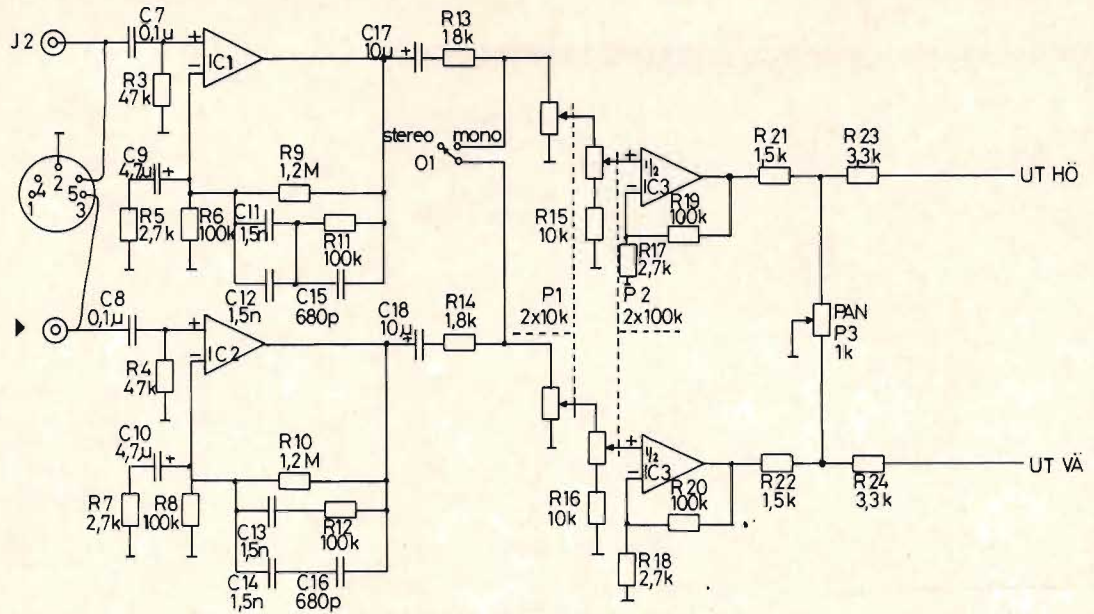 J2
C7
0,1µ
R3
47k
+
−
IC1
C17
10µ
+
R13
18k
stereo
mono
O1
4
2
5
1
3
C9
4,7µ
+
R5
2,7k
R6
100k
R9
1,2M
C11
1,5n
R11
100k
C12
1,5n
C15
680p
R15
10k
+
−
½
IC3
R19
100k
R17
2,7k
R21
1,5k
R23
3,3k
UT HÖ
P1
2x10k
P2
2x100k
PAN
P3
1k
C8
0,1µ
R4
47k
+
−
IC2
C18
10µ
+
R14
1,8k
C10
4,7µ
+
R7
2,7k
R8
100k
R10
1,2M
C13
1,5n
R12
100k
C14
1,5n
C16
680p
R16
10k
+
−
½
IC3
R20
100k
R18
2,7k
R22
1,5k
R24
3,3k
UT VÄ